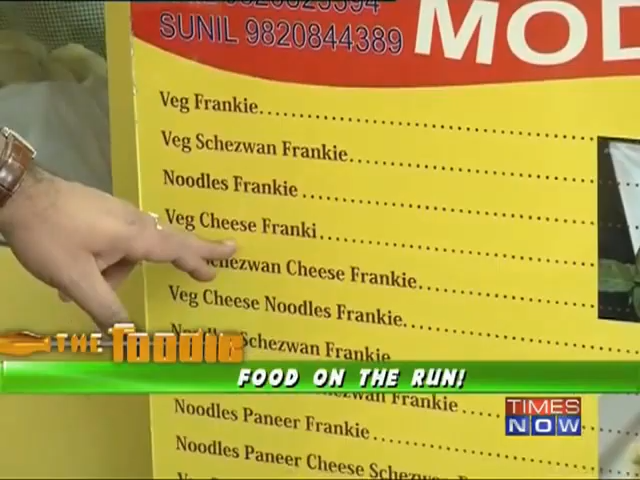 SUNIL 9820844389
MOD
Veg Frankie
Veg Schezwan Frankie
Noodles Frankie
Veg Cheese Franki
Schezwan Cheese Frankie
Veg Cheese Noodles Frankie
Schezwan Frankie
THE foodie
FOOD ON THE RUN!
Frankie
TIMES
NOW
Noodles Paneer Frankie
Noodles Paneer Cheese Schezwan